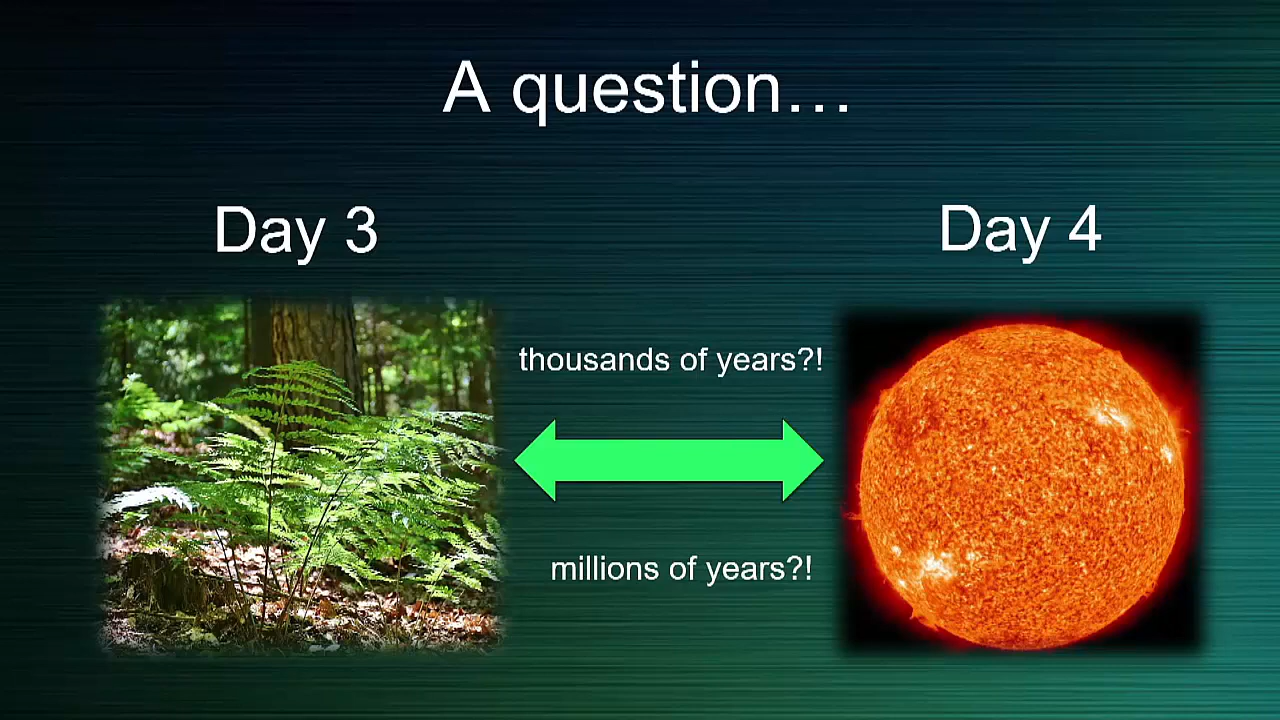 A question…
Day 3
Day 4
thousands of years?!
millions of years?!